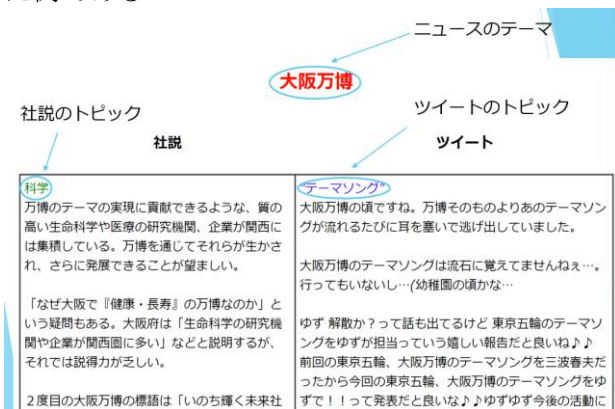 ニュースのテーマ
大阪万博
社説のトピック
ツイートのトピック
社説
ツイート
科学
万博のテーマの実現に貢献できるような、質の
高い生命科学や医療の研究機関、企業が関西に
は集積している。万博を通じてそれらが生かさ
れ、さらに発展できることが望ましい。
「なぜ大阪で『健康・長寿』の万博なのか」と
いう疑問もある。大阪府は「生命科学の研究機
関や企業が関西圏に多い」などと説明するが、
それでは説得力が乏しい。
２度目の大阪万博の標語は「いのち輝く未来社
"テーマソング"
大阪万博の頃ですね。万博そのものよりあのテーマソン
グが流れるたびに耳を塞いで逃げ出していました。
大阪万博のテーマソングは流石に覚えてませんねぇ…。
行ってもいないし…(幼稚園の頃かな…
ゆず 解散か？って話も出てるけど 東京五輪のテーマソ
ングをゆずが担当っていう嬉しい報告だと良いね♪♪
前回の東京五輪、大阪万博のテーマソングを三波春夫だ
ったから今回の東京五輪、大阪万博のテーマソングをゆ
ずで！！って発表だと良いな♪♪ゆずゆず今後の活動に